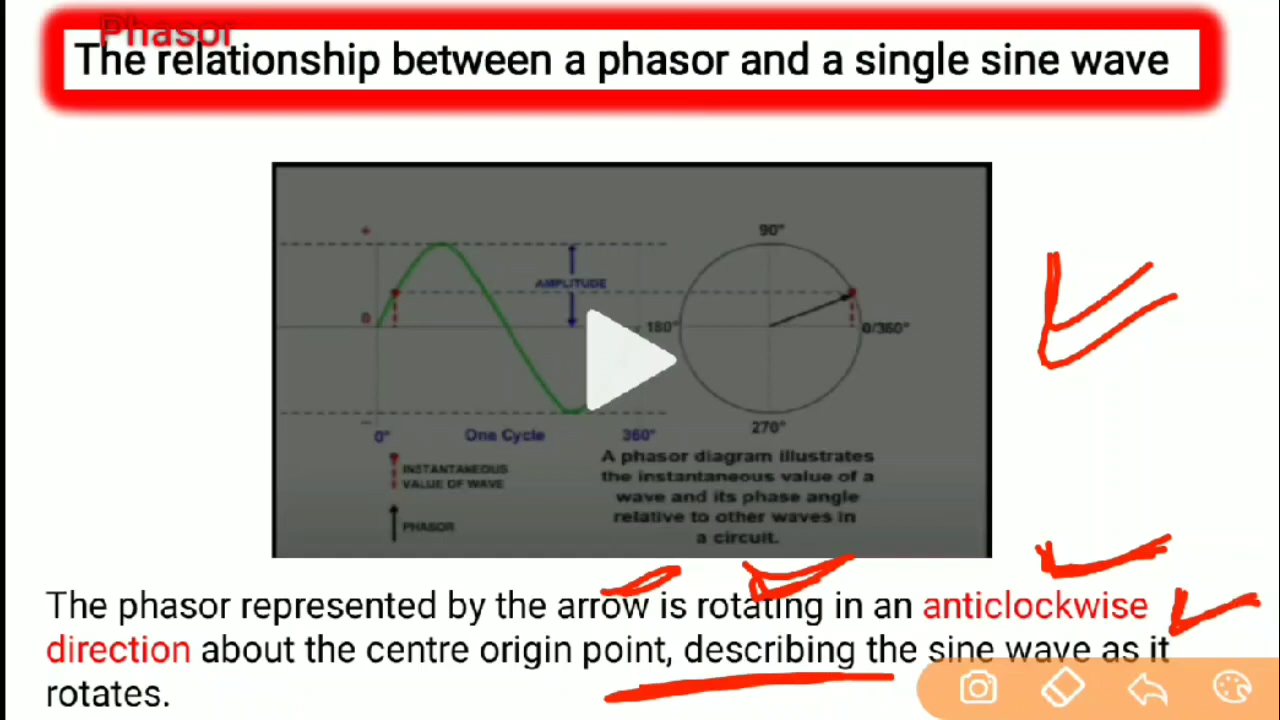 Phasor
The relationship between a phasor and a single sine wave
+
90°
AMPLITUDE
0
180°
0/360°
−
0°
One Cycle
360°
270°
INSTANTANEOUS
VALUE OF WAVE
PHASOR
A phasor diagram illustrates
the instantaneous value of a
wave and its phase angle
relative to other waves in
a circuit.
The phasor represented by the arrow is rotating in an anticlockwise
direction about the centre origin point, describing the sine wave as it
rotates.